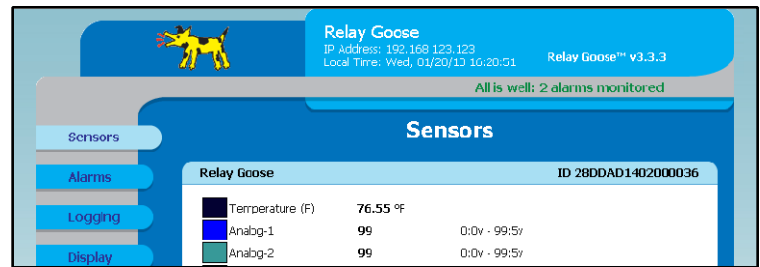 Relay Goose
IP Address: 192.168 123.123
Local Time: Wed, 01/20/10 16:20:51
Relay Goose™ v3.3.3
All is well: 2 alarms monitored
Sensors
Sensors
Alarms
Logging
Display
Relay Goose ID 28DDAD1402000036
Temperature (F) 76.55 °F
Analog-1 99 0:0v - 99:5v
Analog-2 99 0:0v - 99:5v